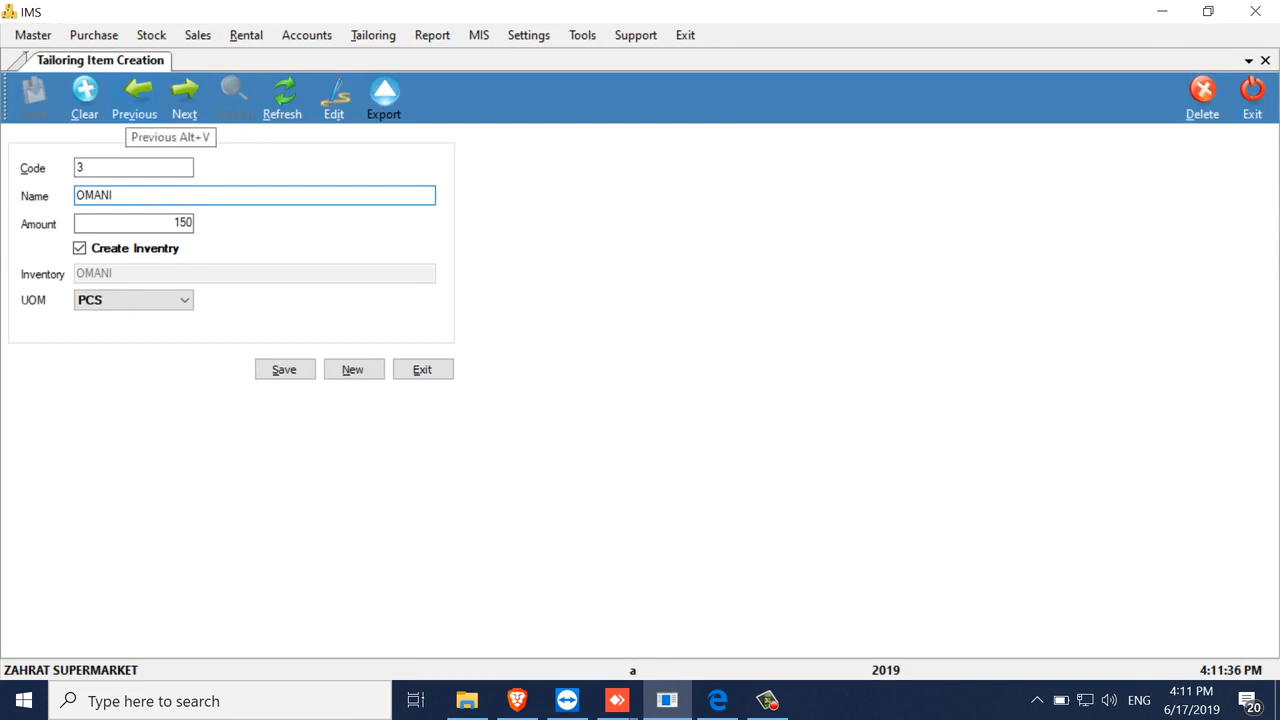 IMS
Master Purchase Stock Sales Rental Accounts Tailoring Report MIS Settings Tools Support Exit
Tailoring Item Creation
Clear Previous Next Refresh Edit Export Delete Exit
Previous Alt+V
Code 3
Name OMANI
Amount 150
Create Inventry
Inventory OMANI
UOM PCS
Save New Exit
ZAHRAT SUPERMARKET a 2019 4:11:36 PM
Type here to search
ENG
4:11 PM
6/17/2019
20